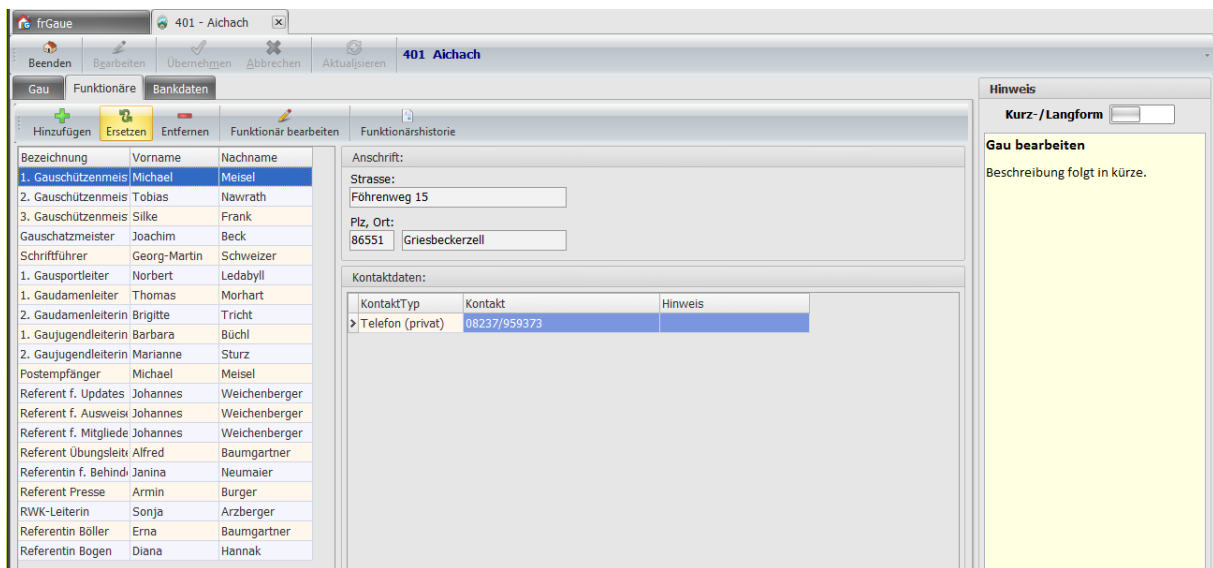 frGaue 401 - Aichach
Beenden Bearbeiten Übernehmen Abbrechen Aktualisieren 401 Aichach
Gau Funktionäre Bankdaten
Hinzufügen Ersetzen Entfernen Funktionär bearbeiten Funktionärshistorie
Bezeichnung Vorname Nachname
1. Gauschützenmeis Michael Meisel
2. Gauschützenmeis Tobias Nawrath
3. Gauschützenmeis Silke Frank
Gauschatzmeister Joachim Beck
Schriftführer Georg-Martin Schweizer
1. Gausportleiter Norbert Ledabyll
1. Gaudamenleiter Thomas Morhart
2. Gaudamenleiterin Brigitte Tricht
1. Gaujugendleiterin Barbara Büchl
2. Gaujugendleiterin Marianne Sturz
Postempfänger Michael Meisel
Referent f. Updates Johannes Weichenberger
Referent f. Ausweise Johannes Weichenberger
Referent f. Mitgliede Johannes Weichenberger
Referent Übungsleite Alfred Baumgartner
Referentin f. Behinde Janina Neumaier
Referent Presse Armin Burger
RWK-Leiterin Sonja Arzberger
Referentin Böller Erna Baumgartner
Referentin Bogen Diana Hannak
Anschrift:
Strasse:
Föhrenweg 15
Plz, Ort:
86551 Griesbeckerzell
Kontaktdaten:
KontaktTyp Kontakt Hinweis
Telefon (privat) 08237/959373
Hinweis
Kurz-/Langform
Gau bearbeiten
Beschreibung folgt in kürze.